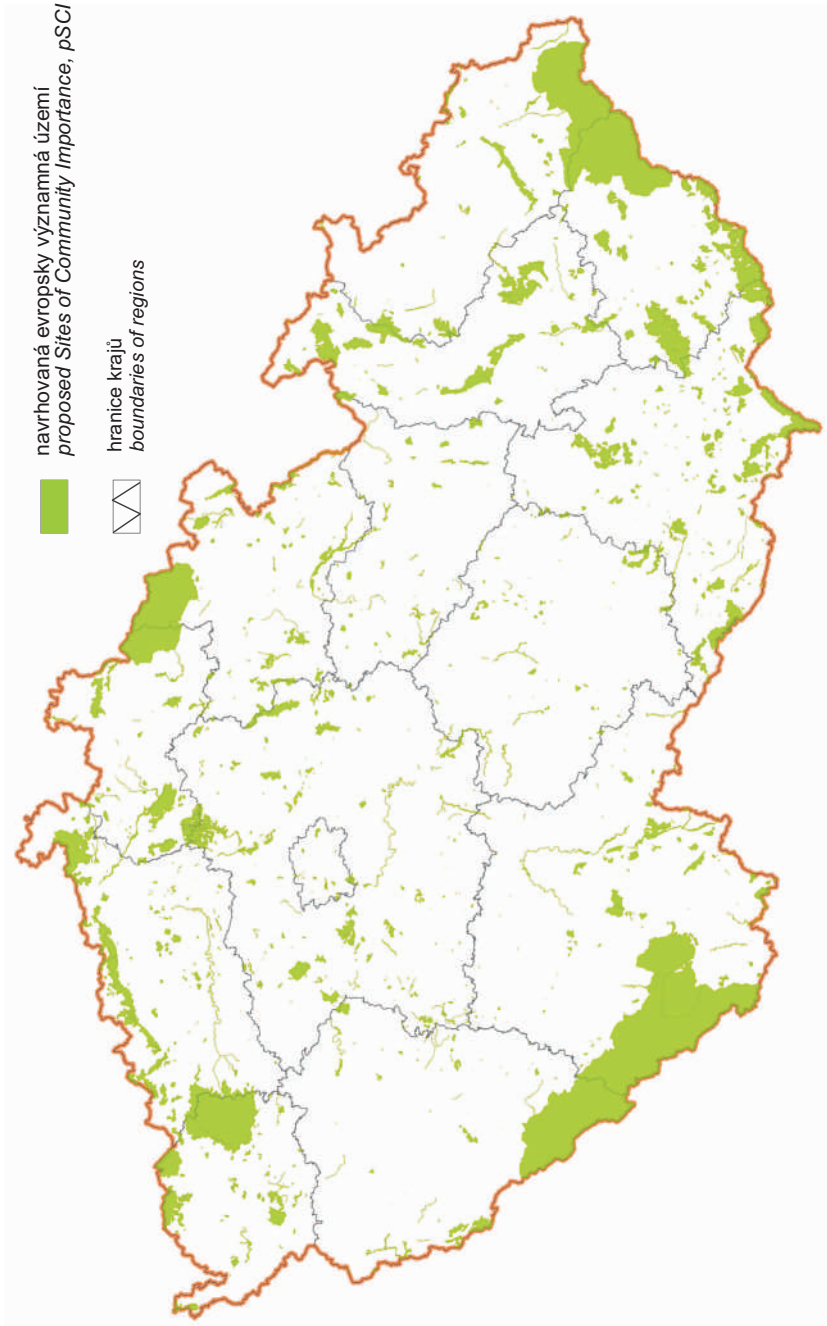 navrhovaná evropsky významná území
proposed Sites of Community Importance, pSCI
hranice krajů
boundaries of regions